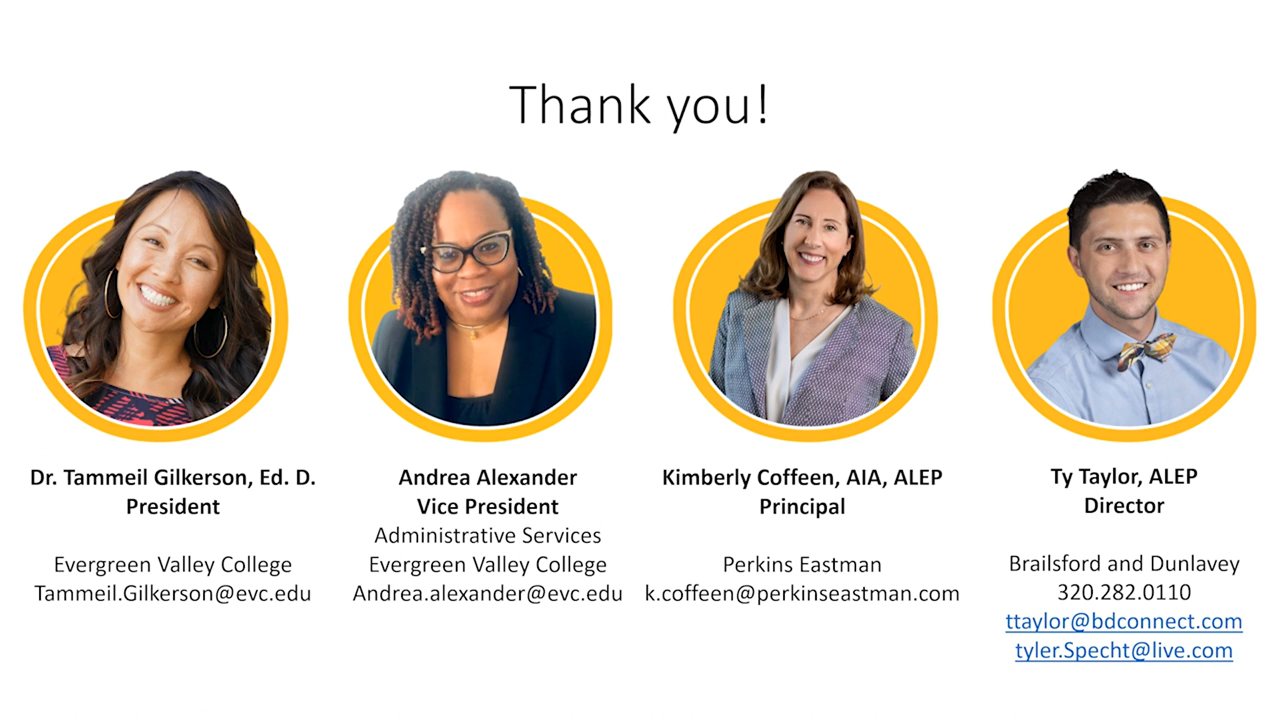 Thank you!
Dr. Tammeil Gilkerson, Ed. D.
President
Evergreen Valley College
Tammeil.Gilkerson@evc.edu
Andrea Alexander
Vice President
Administrative Services
Evergreen Valley College
Andrea.alexander@evc.edu
Kimberly Coffeen, AIA, ALEP
Principal
Perkins Eastman
k.coffeen@perkinseastman.com
Ty Taylor, ALEP
Director
Brailsford and Dunlavey
320.282.0110
ttaylor@bdconnect.com
tyler.Specht@live.com